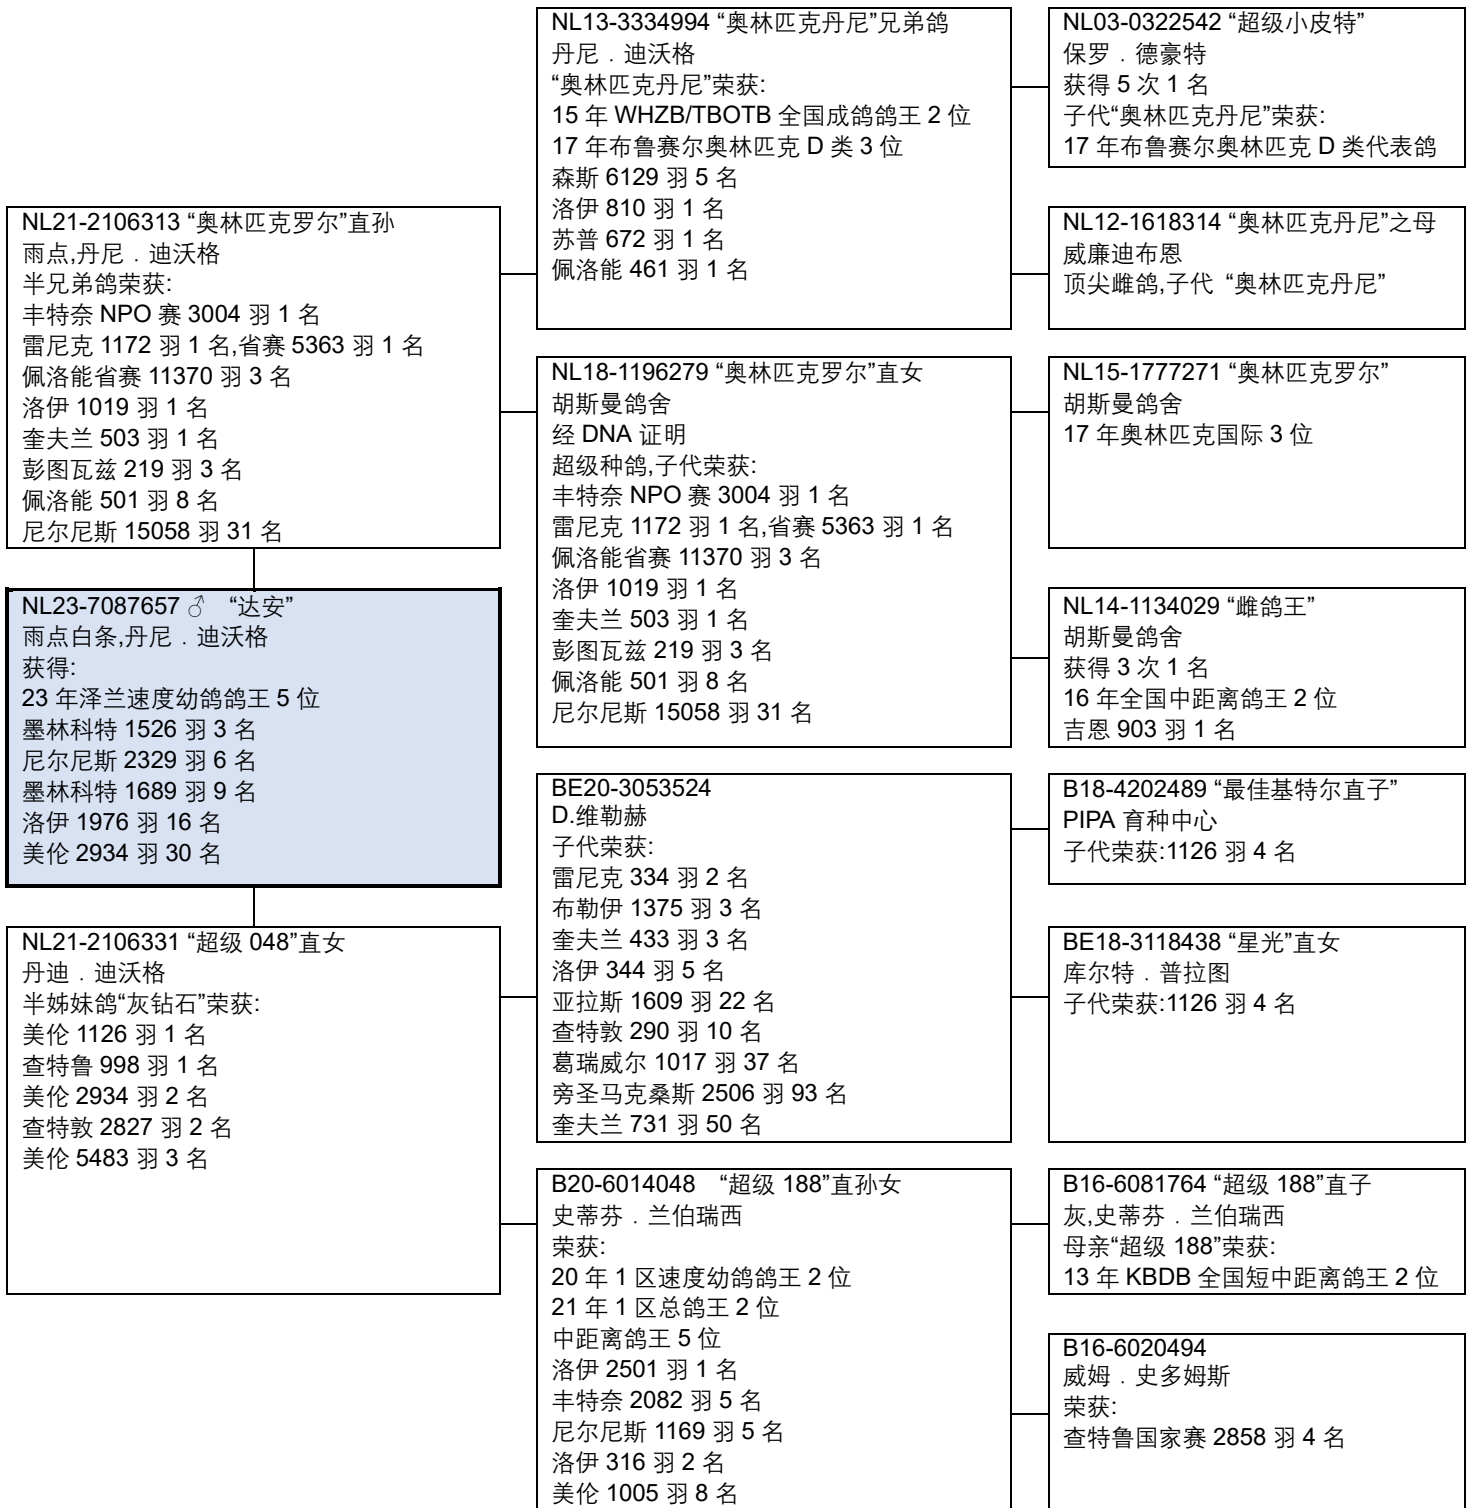 NL21-2106313 “奥林匹克罗尔”直孙
雨点,丹尼．迪沃格
半兄弟鸽荣获:
丰特奈 NPO 赛 3004 羽 1 名
雷尼克 1172 羽 1 名,省赛 5363 羽 1 名
佩洛能省赛 11370 羽 3 名
洛伊 1019 羽 1 名
奎夫兰 503 羽 1 名
彭图瓦兹 219 羽 3 名
佩洛能 501 羽 8 名
尼尔尼斯 15058 羽 31 名
NL23-7087657 ♂ “达安”
雨点白条,丹尼．迪沃格
获得:
23 年泽兰速度幼鸽鸽王 5 位
墨林科特 1526 羽 3 名
尼尔尼斯 2329 羽 6 名
墨林科特 1689 羽 9 名
洛伊 1976 羽 16 名
美伦 2934 羽 30 名
NL21-2106331 “超级 048”直女
丹迪．迪沃格
半姊妹鸽“灰钻石”荣获:
美伦 1126 羽 1 名
查特鲁 998 羽 1 名
美伦 2934 羽 2 名
查特敦 2827 羽 2 名
美伦 5483 羽 3 名
NL13-3334994 “奥林匹克丹尼”兄弟鸽
丹尼．迪沃格
“奥林匹克丹尼”荣获:
15 年 WHZB/TBOTB 全国成鸽鸽王 2 位
17 年布鲁赛尔奥林匹克 D 类 3 位
森斯 6129 羽 5 名
洛伊 810 羽 1 名
苏普 672 羽 1 名
佩洛能 461 羽 1 名
NL18-1196279 “奥林匹克罗尔”直女
胡斯曼鸽舍
经 DNA 证明
超级种鸽,子代荣获:
丰特奈 NPO 赛 3004 羽 1 名
雷尼克 1172 羽 1 名,省赛 5363 羽 1 名
佩洛能省赛 11370 羽 3 名
洛伊 1019 羽 1 名
奎夫兰 503 羽 1 名
彭图瓦兹 219 羽 3 名
佩洛能 501 羽 8 名
尼尔尼斯 15058 羽 31 名
BE20-3053524
D.维勒赫
子代荣获:
雷尼克 334 羽 2 名
布勒伊 1375 羽 3 名
奎夫兰 433 羽 3 名
洛伊 344 羽 5 名
亚拉斯 1609 羽 22 名
查特敦 290 羽 10 名
葛瑞威尔 1017 羽 37 名
旁圣马克桑斯 2506 羽 93 名
奎夫兰 731 羽 50 名
B20-6014048 “超级 188”直孙女
史蒂芬．兰伯瑞西
荣获:
20 年 1 区速度幼鸽鸽王 2 位
21 年 1 区总鸽王 2 位
中距离鸽王 5 位
洛伊 2501 羽 1 名
丰特奈 2082 羽 5 名
尼尔尼斯 1169 羽 5 名
洛伊 316 羽 2 名
美伦 1005 羽 8 名
NL03-0322542 “超级小皮特”
保罗．德豪特
获得 5 次 1 名
子代“奥林匹克丹尼”荣获:
17 年布鲁赛尔奥林匹克 D 类代表鸽
NL12-1618314 “奥林匹克丹尼”之母
威廉迪布恩
顶尖雌鸽,子代 “奥林匹克丹尼”
NL15-1777271 “奥林匹克罗尔”
胡斯曼鸽舍
17 年奥林匹克国际 3 位
NL14-1134029 “雌鸽王”
胡斯曼鸽舍
获得 3 次 1 名
16 年全国中距离鸽王 2 位
吉恩 903 羽 1 名
B18-4202489 “最佳基特尔直子”
PIPA 育种中心
子代荣获:1126 羽 4 名
BE18-3118438 “星光”直女
库尔特．普拉图
子代荣获:1126 羽 4 名
B16-6081764 “超级 188”直子
灰,史蒂芬．兰伯瑞西
母亲“超级 188”荣获:
13 年 KBDB 全国短中距离鸽王 2 位
B16-6020494
威姆．史多姆斯
荣获:
查特鲁国家赛 2858 羽 4 名